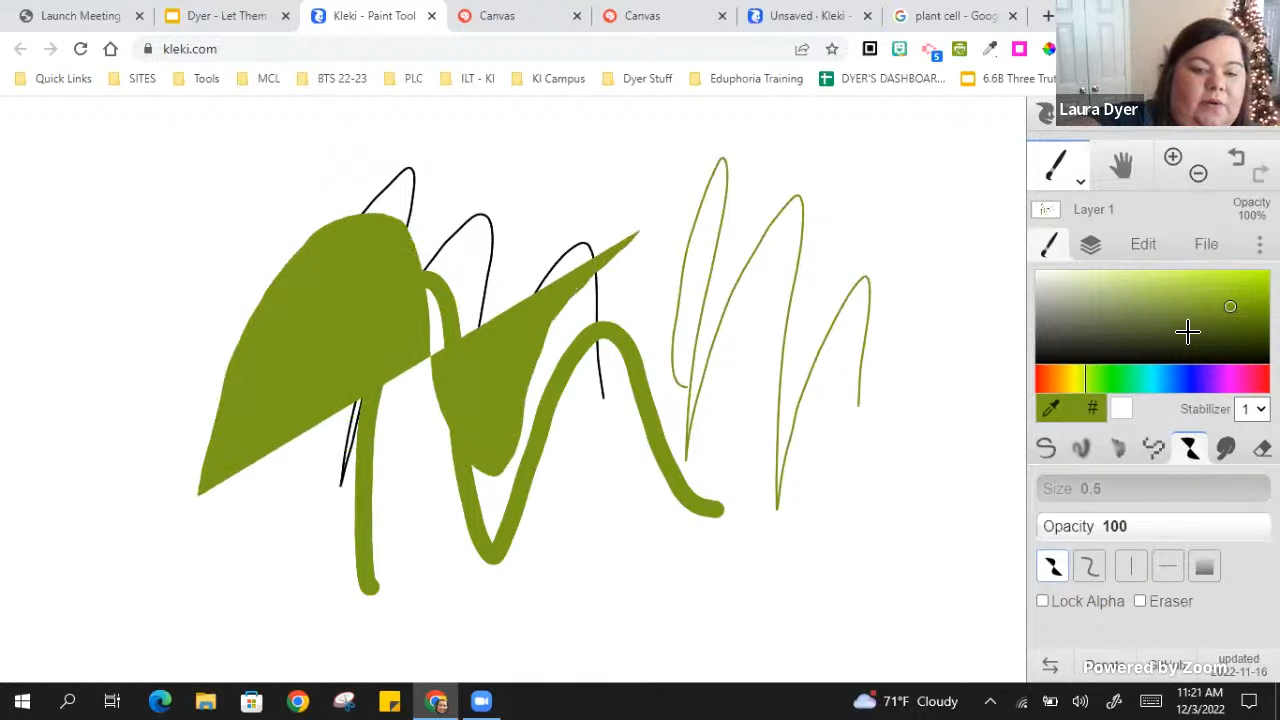 Launch Meeting
Dyer - Let Them
Kleki - Paint Tool
Canvas
Canvas
Unsaved · Kleki -
plant cell - Goog
kleki.com
5
Quick Links
SITES
Tools
MCL
BTS 22-23
PLC
ILT - KI
KI Campus
Dyer Stuff
Eduphoria Training
DYER'S DASHBOAR...
6.6B Three Trut
Laura Dyer
Layer 1
Opacity
100%
Edit
File
#
Stabilizer
1
Size 0.5
Opacity 100
Lock Alpha
Eraser
Powered by Zoom
updated
2022-11-16
71°F Cloudy
11:21 AM
12/3/2022